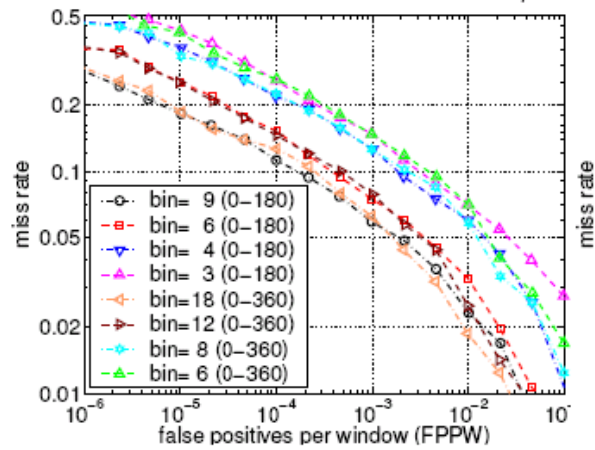 0.5
0.2
0.1
0.05
0.02
0.01
miss rate
bin= 9 (0-180)
bin= 6 (0-180)
bin= 4 (0-180)
bin= 3 (0-180)
bin=18 (0-360)
bin=12 (0-360)
bin= 8 (0-360)
bin= 6 (0-360)
10⁻⁶ 10⁻⁵ 10⁻⁴ 10⁻³ 10⁻² 10⁻
false positives per window (FPPW)
miss rate